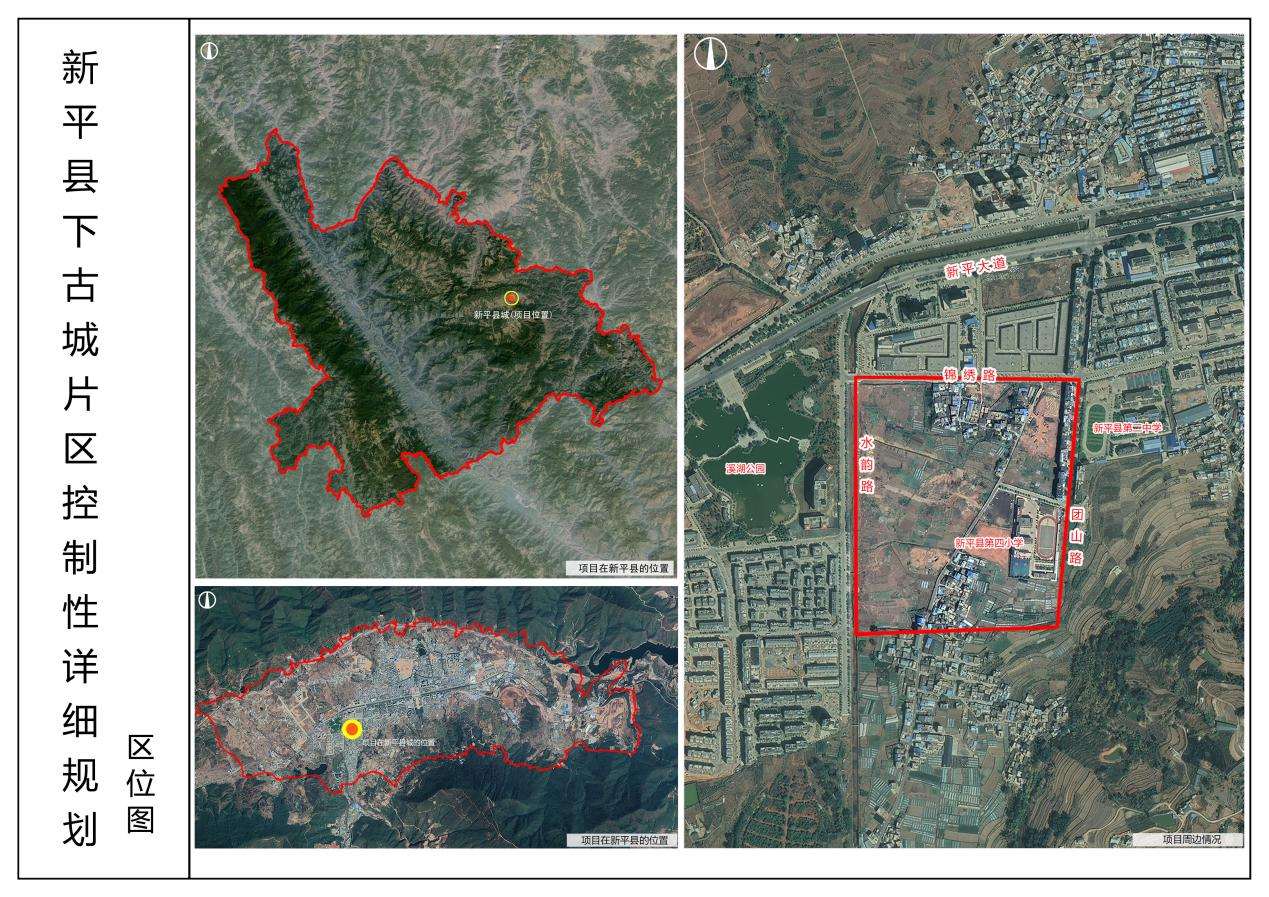 新平县下古城片区控制性详细规划
区位图
新平县城(项目位置)
项目在新平县的位置
项目在新平县城的位置
项目在新平县的位置
新平大道
锦绣路
水韵路
溪湖公园
新平县第二中学
团山路
新平县第四小学
项目周边情况